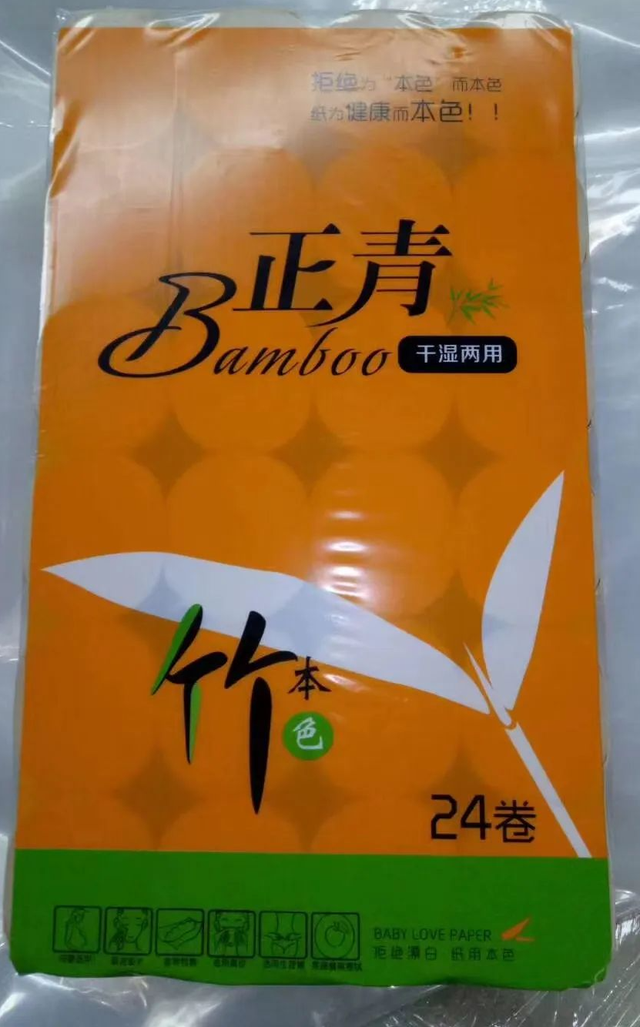 拒绝为“本色”而本色
纸为健康而本色！！
正青
Bamboo
干湿两用
竹本色
24卷
BABY LOVE PAPER
拒绝漂白 纸用本色